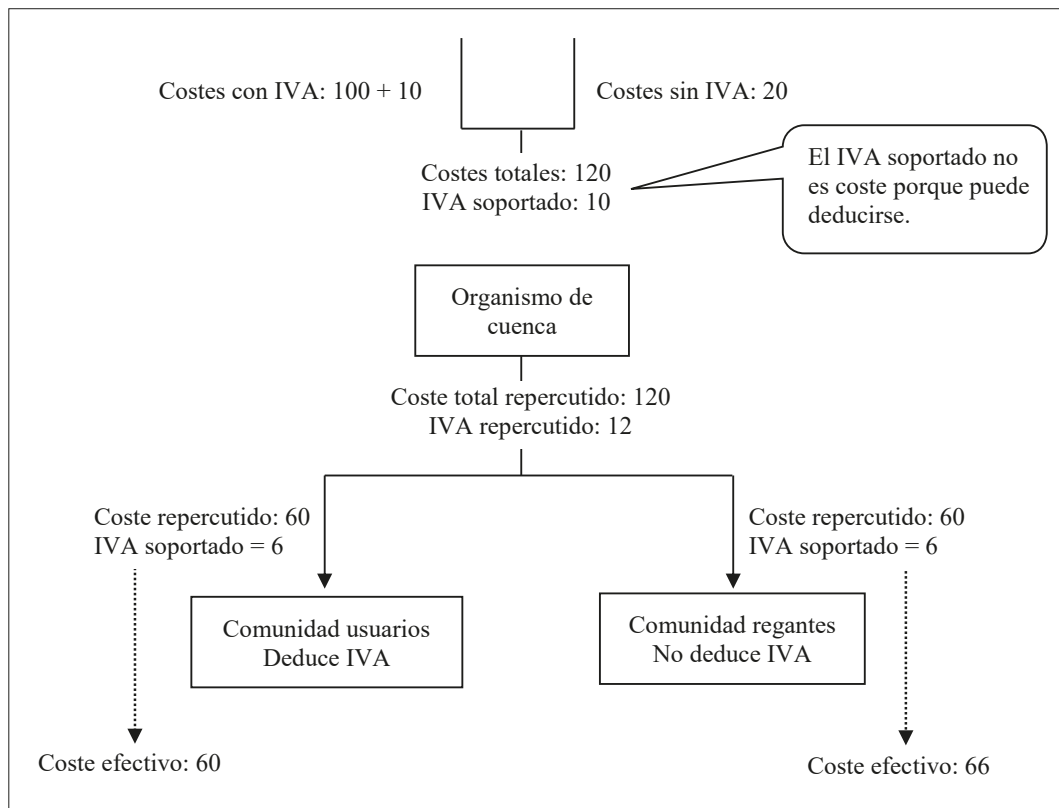 Costes con IVA: 100 + 10
Costes sin IVA: 20
Costes totales: 120
IVA soportado: 10
El IVA soportado no
es coste porque puede
deducirse.
Organismo de
cuenca
Coste total repercutido: 120
IVA repercutido: 12
Coste repercutido: 60
IVA soportado = 6
Coste repercutido: 60
IVA soportado = 6
Comunidad usuarios
Deduce IVA
Comunidad regantes
No deduce IVA
Coste efectivo: 60
Coste efectivo: 66